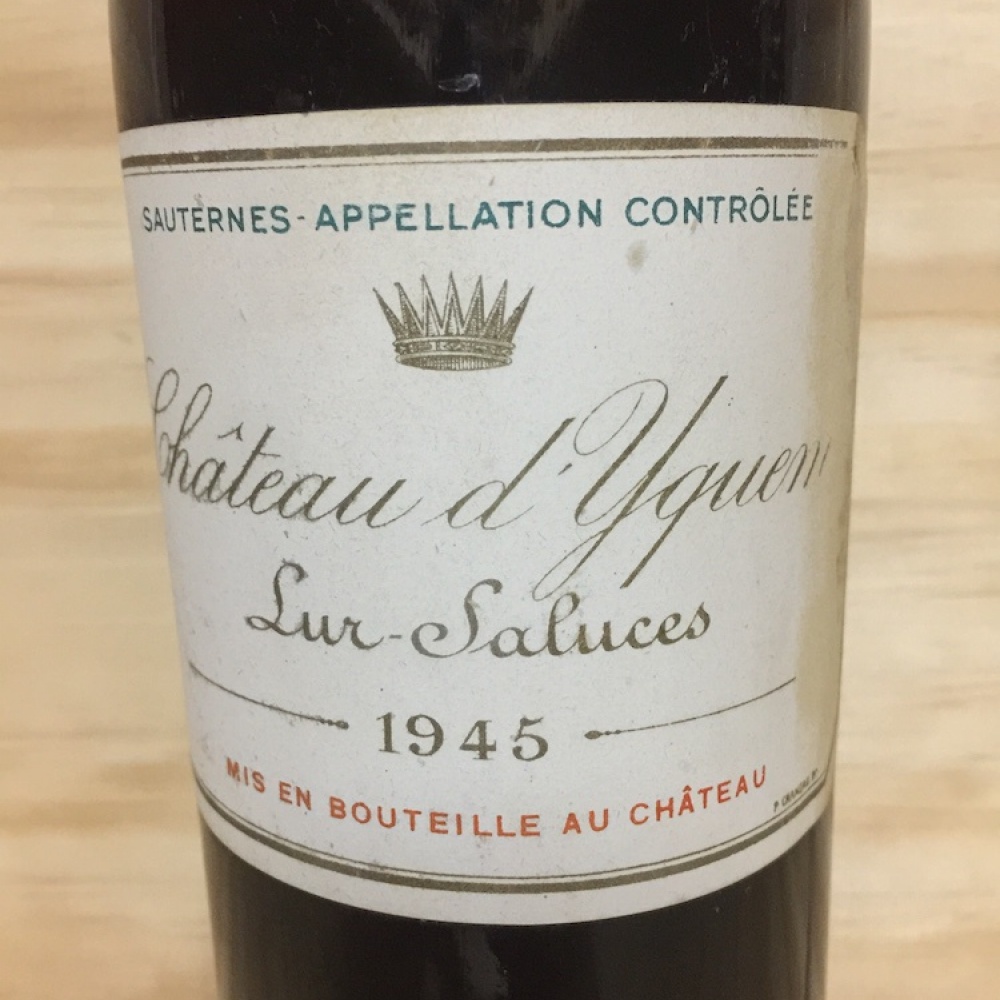 SAUTERNES-APPELLATION CONTRÔLÉE
Château d'Yquem
Lur-Saluces
1945
MIS EN BOUTEILLE AU CHÂTEAU